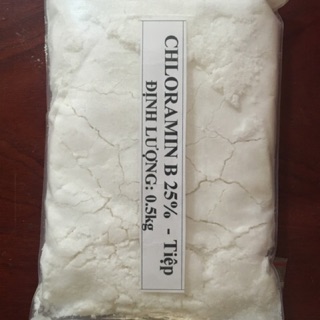 CHLORAMIN B 25% - Tiệp
ĐỊNH LƯỢNG: 0.5kg